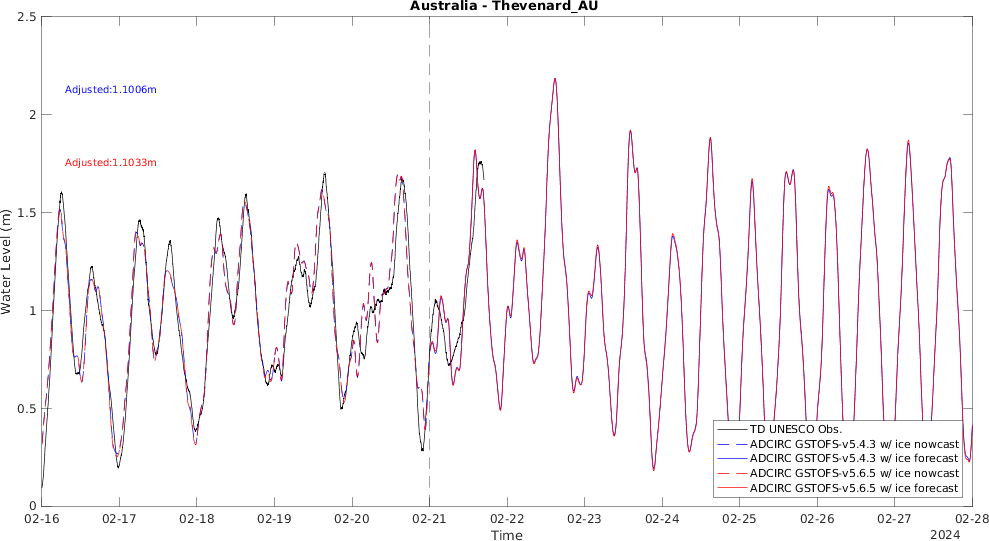 Australia - Thevenard_AU
2.5
Adjusted:1.1006m
2
Adjusted:1.1033m
1.5
Water Level (m)
1
0.5
TD UNESCO Obs.
ADCIRC GSTOFS-v5.4.3 w/ ice nowcast
ADCIRC GSTOFS-v5.4.3 w/ ice forecast
ADCIRC GSTOFS-v5.6.5 w/ ice nowcast
ADCIRC GSTOFS-v5.6.5 w/ ice forecast
0
02-16 02-17 02-18 02-19 02-20 02-21 02-22 02-23 02-24 02-25 02-26 02-27 02-28
Time
2024